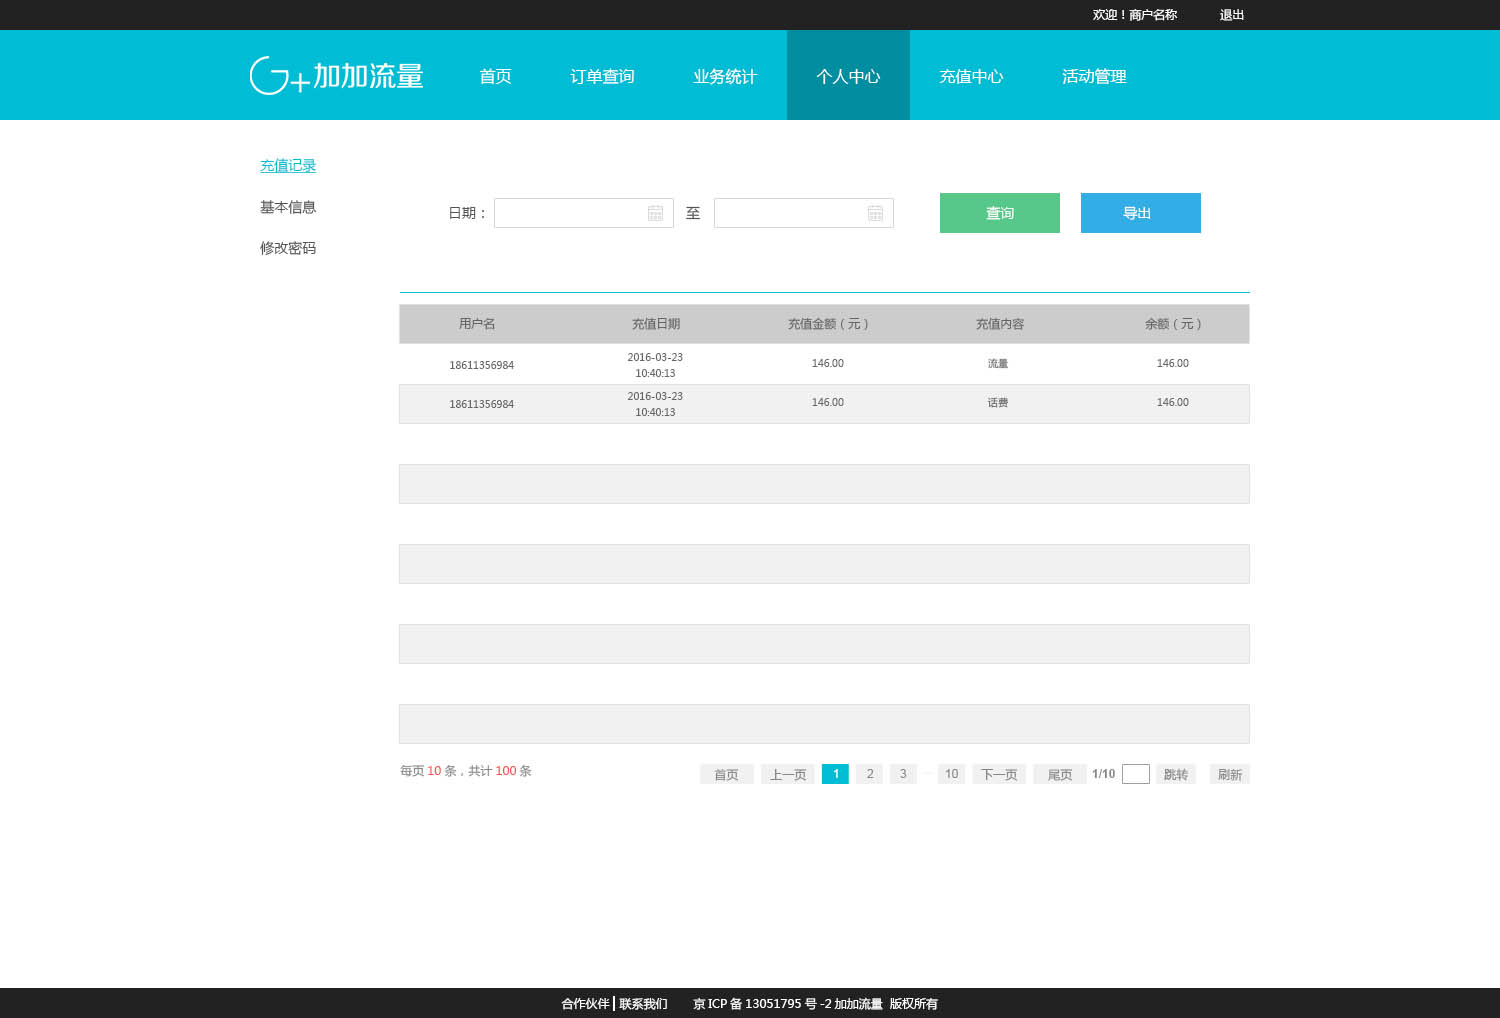 欢迎！商户名称 退出
G+加加流量 首页 订单查询 业务统计 个人中心 充值中心 活动管理
充值记录
基本信息
修改密码
日期： 至 查询 导出
用户名 充值日期 充值金额（元） 充值内容 余额（元）
18611356984 2016-03-23 10:40:13 146.00 流量 146.00
18611356984 2016-03-23 10:40:13 146.00 话费 146.00
每页 10 条，共计 100 条 首页 上一页 1 2 3 ... 10 下一页 尾页 1/10 跳转 刷新
合作伙伴 | 联系我们 京 ICP 备 13051795 号 -2 加加流量 版权所有